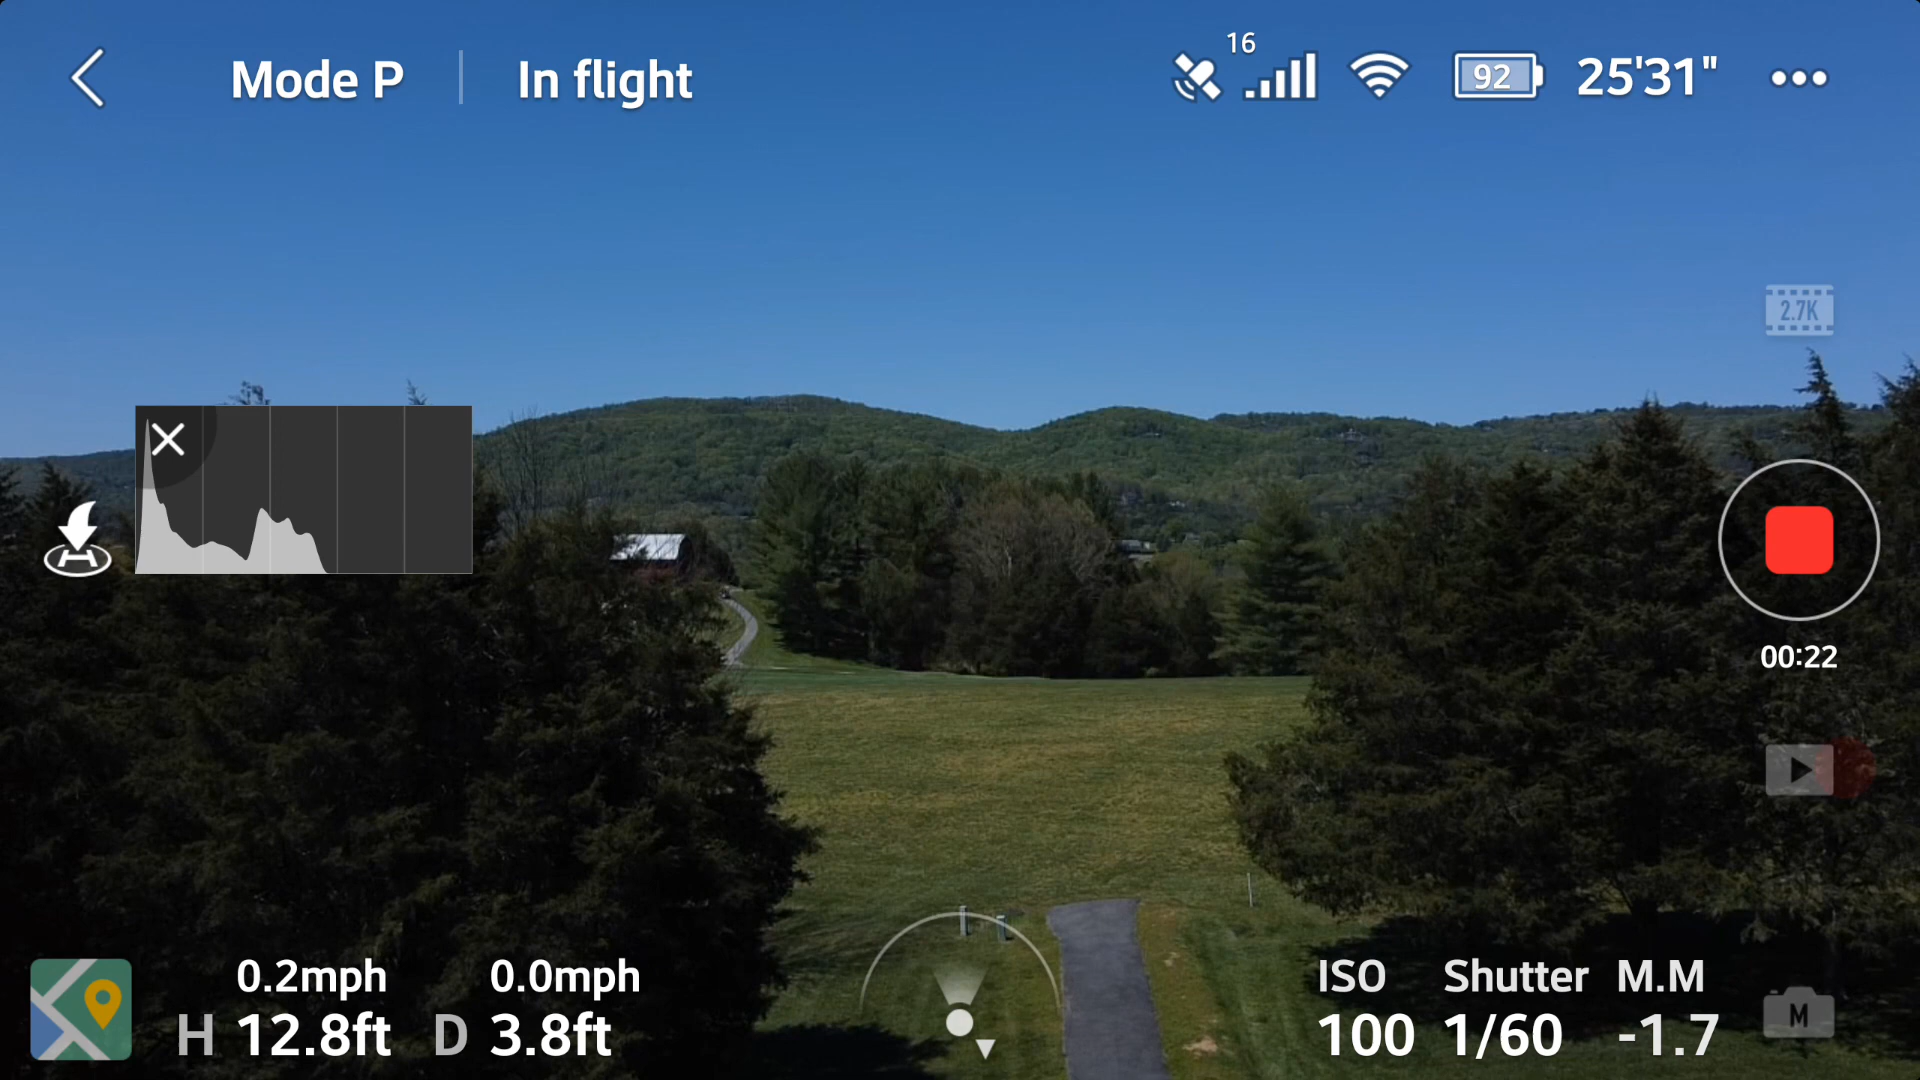 Mode P | In flight
16
92 25'31"
2.7K
00:22
0.2mph 0.0mph
H 12.8ft D 3.8ft
ISO Shutter M.M
100 1/60 -1.7
M